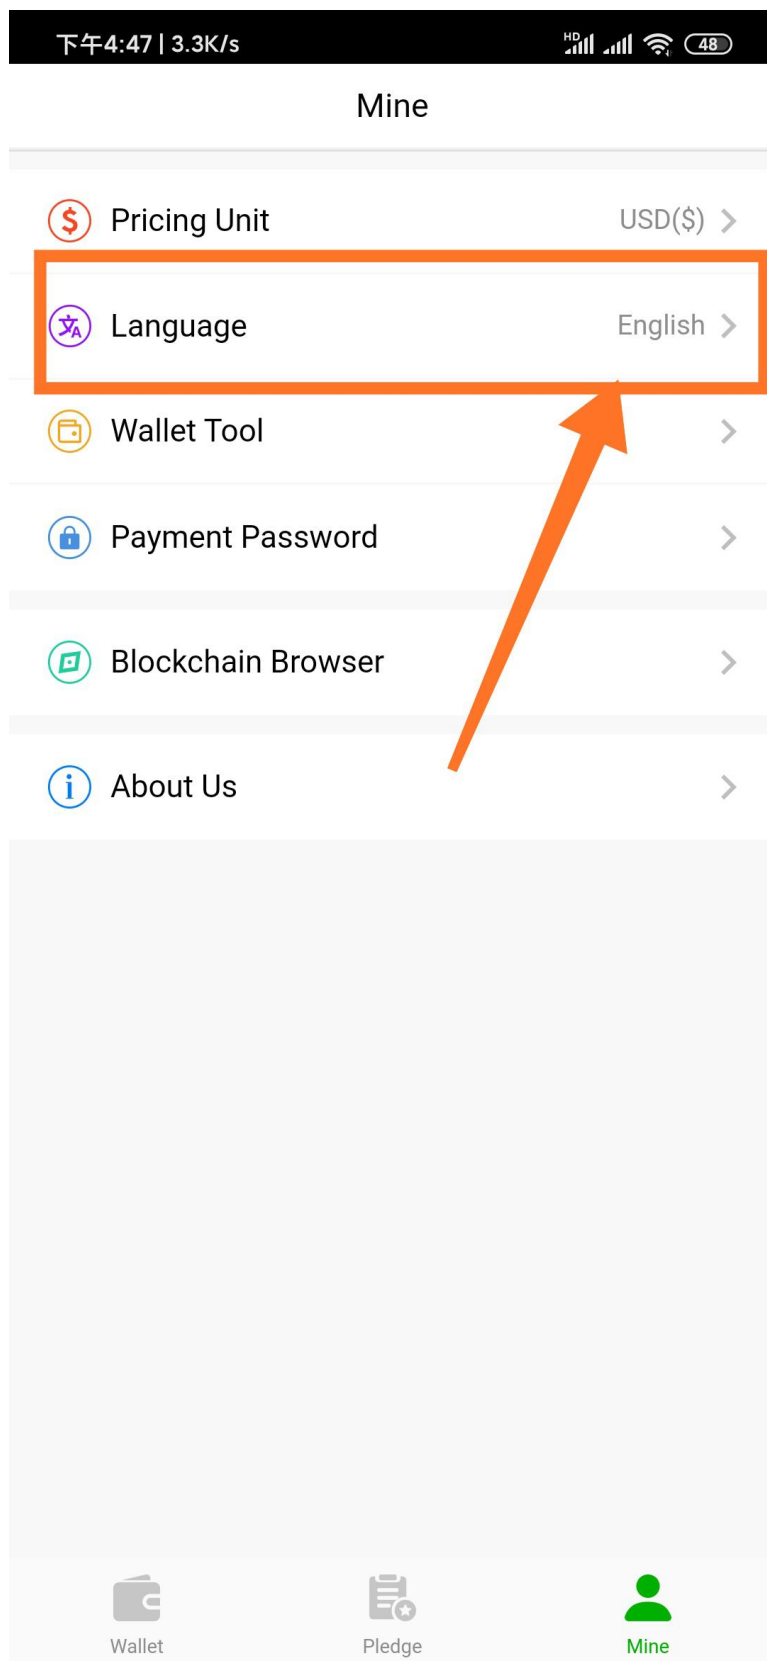 下午4:47 | 3.3K/s
HD
48
Mine
Pricing Unit USD($)
Language English
Wallet Tool
Payment Password
Blockchain Browser
About Us
Wallet Pledge Mine